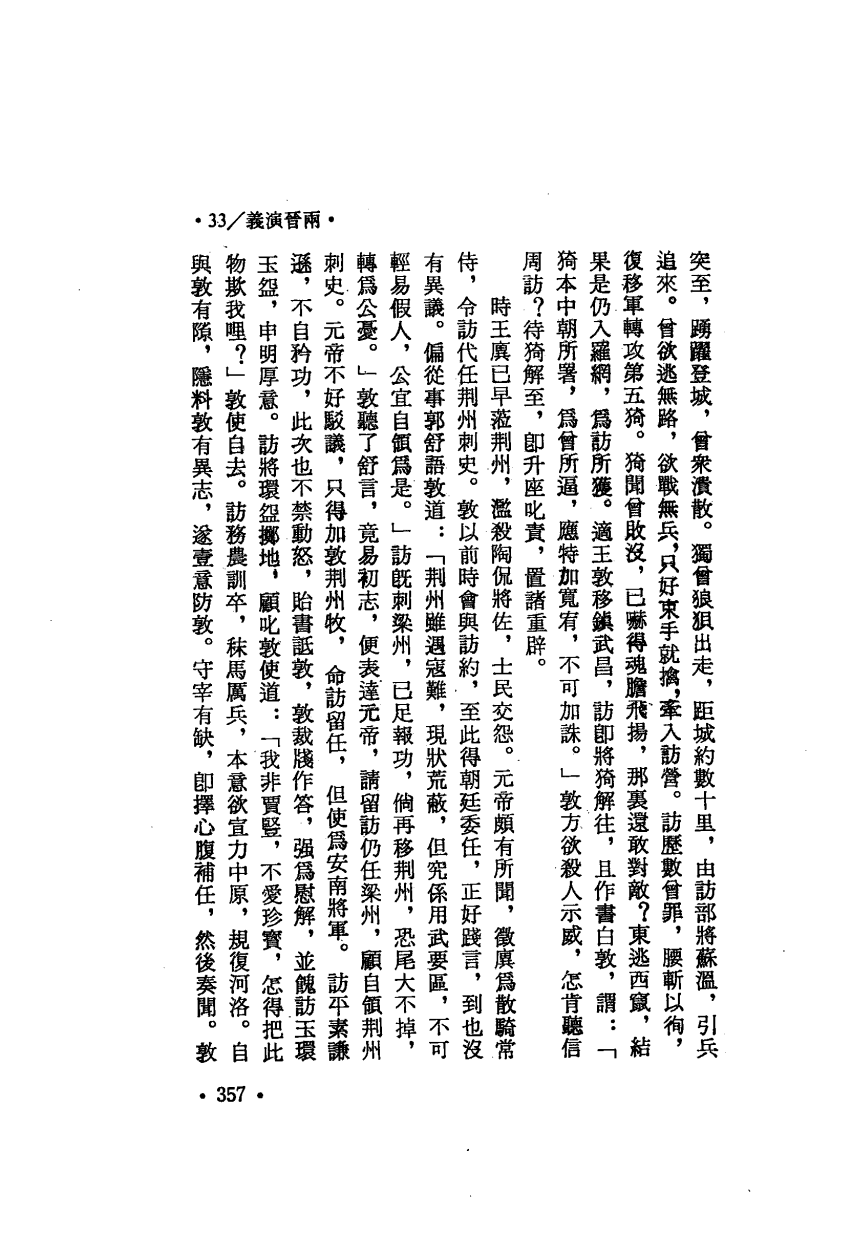 •33／義演晉兩•
突至，踴躍登城，曾衆潰散。獨曾狼狽出走，距城約數十里，由訪部將蘇溫，引兵
追來。曾欲逃無路，欲戰無兵，只好束手就擒，牽入訪營。訪歷數曾罪，腰斬以徇，
復移軍轉攻第五猗。猗聞曾敗沒，已嚇得魂膽飛揚，那裏還敢對敵？東逃西竄，結
果是仍入羅網，爲訪所獲。適王敦移鎮武昌，訪卽將猗解往，且作書白敦，謂：「
猗本中朝所署，爲曾所逼，應特加寬宥，不可加誅。」敦方欲殺人示威，怎肯聽信
周訪？待猗解至，卽升座叱責，置諸重辟。
時王廙已早蒞荆州，濫殺陶侃將佐，士民交怨。元帝頗有所聞，徵廙爲散騎常
侍，令訪代任荆州刺史。敦以前時會與訪約，至此得朝廷委任，正好踐言，到也沒
有異議。偏從事郭舒語敦道：「荆州雖遇寇難，現狀荒蔽，但究係用武要區，不可
輕易假人，公宜自領爲是。」訪旣刺梁州，已足報功，倘再移荆州，恐尾大不掉，
轉爲公憂。」敦聽了舒言，竟易初志，便表達元帝，請留訪仍任梁州，顧自領荆州
刺史。元帝不好駁議，只得加敦荆州牧，命訪留任，但使爲安南將軍。訪平素謙
遜，不自矜功，此次也不禁動怒，貽書詆敦，敦裁牋作答，强爲慰解，並餽訪玉環
玉盌，申明厚意。訪將環盌擲地，顧叱敦使道：「我非賈豎，不愛珍寶，怎得把此
物欺我哩？」敦使自去。訪務農訓卒，秣馬厲兵，本意欲宣力中原，規復河洛。自
與敦有隙，隱料敦有異志，遂壹意防敦。守宰有缺，卽擇心腹補任，然後奏聞。敦
•357•